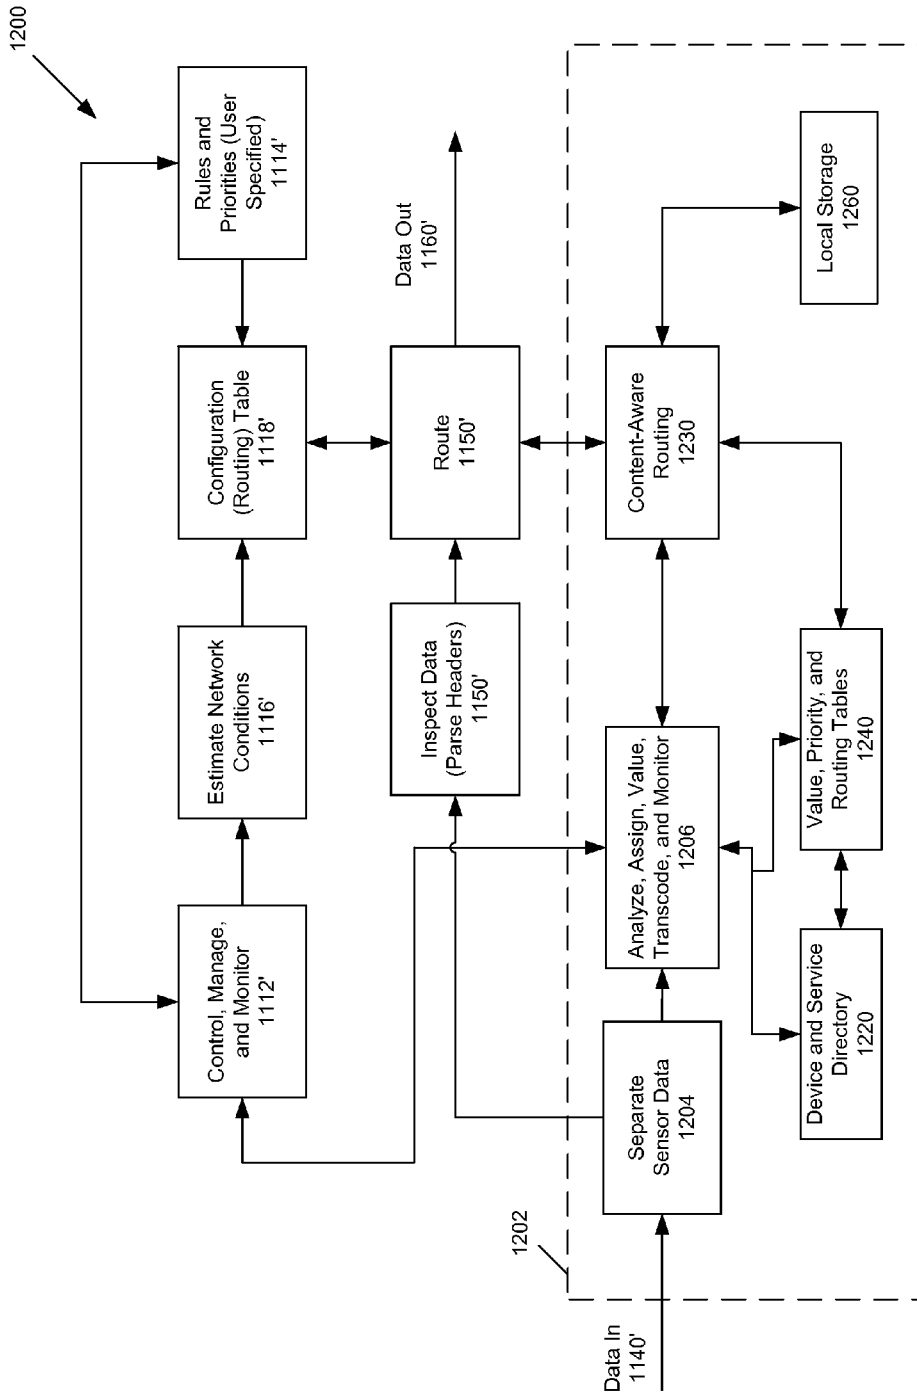 1200
Control, Manage,
and Monitor
1112'
Estimate Network
Conditions
1116'
Configuration
(Routing) Table
1118'
Rules and
Priorities (User
Specified)
1114'
Inspect Data
(Parse Headers)
1150'
Route
1150'
Data Out
1160'
1202
Data In
1140'
Separate
Sensor Data
1204
Analyze, Assign, Value,
Transcode, and Monitor
1206
Content-Aware
Routing
1230
Device and Service
Directory
1220
Value, Priority, and
Routing Tables
1240
Local Storage
1260